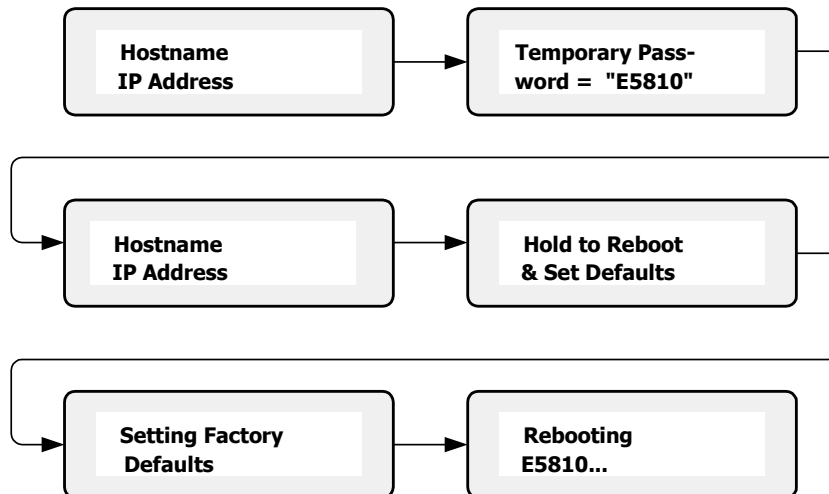 Hostname
IP Address
Temporary Pass-
word = "E5810"
Hostname
IP Address
Hold to Reboot
& Set Defaults
Setting Factory
Defaults
Rebooting
E5810...